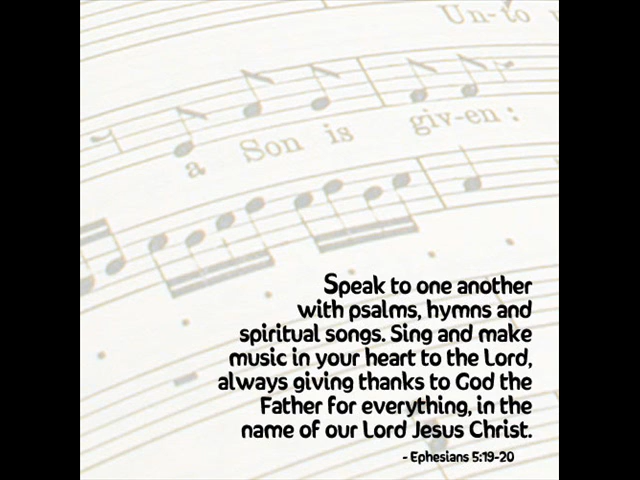 Un-to
a Son is giv-en:
Speak to one another
with psalms, hymns and
spiritual songs. Sing and make
music in your heart to the Lord,
always giving thanks to God the
Father for everything, in the
name of our Lord Jesus Christ.
- Ephesians 5:19-20